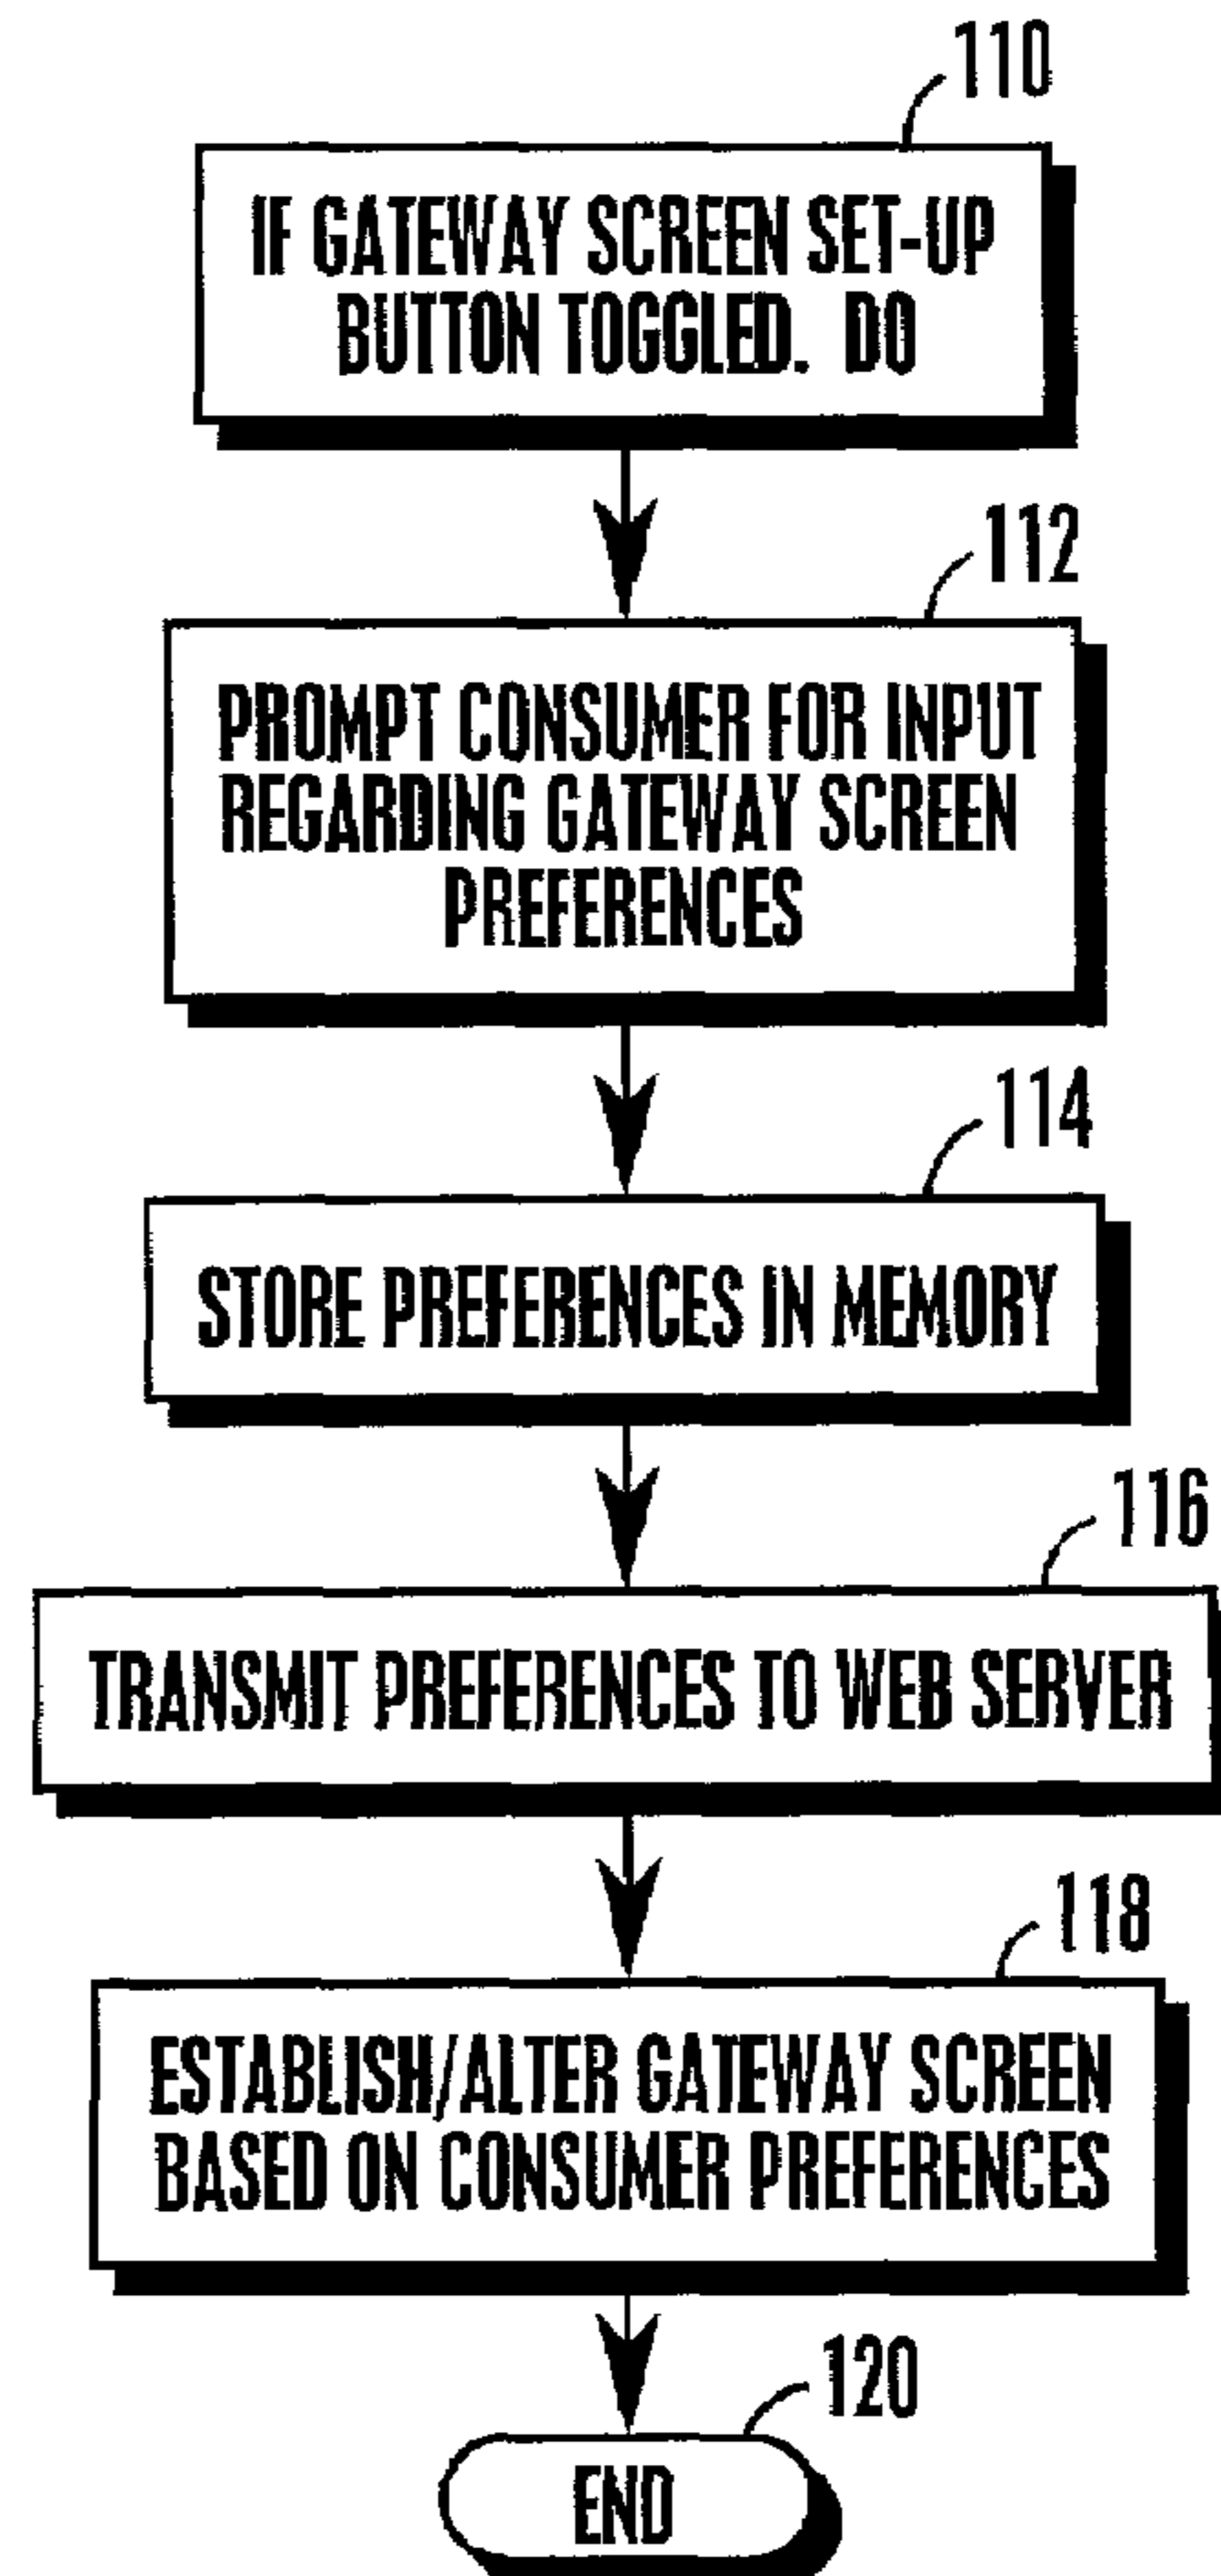 110
IF GATEWAY SCREEN SET-UP
BUTTON TOGGLED. DO
112
PROMPT CONSUMER FOR INPUT
REGARDING GATEWAY SCREEN
PREFERENCES
114
STORE PREFERENCES IN MEMORY
116
TRANSMIT PREFERENCES TO WEB SERVER
118
ESTABLISH/ALTER GATEWAY SCREEN
BASED ON CONSUMER PREFERENCES
120
END